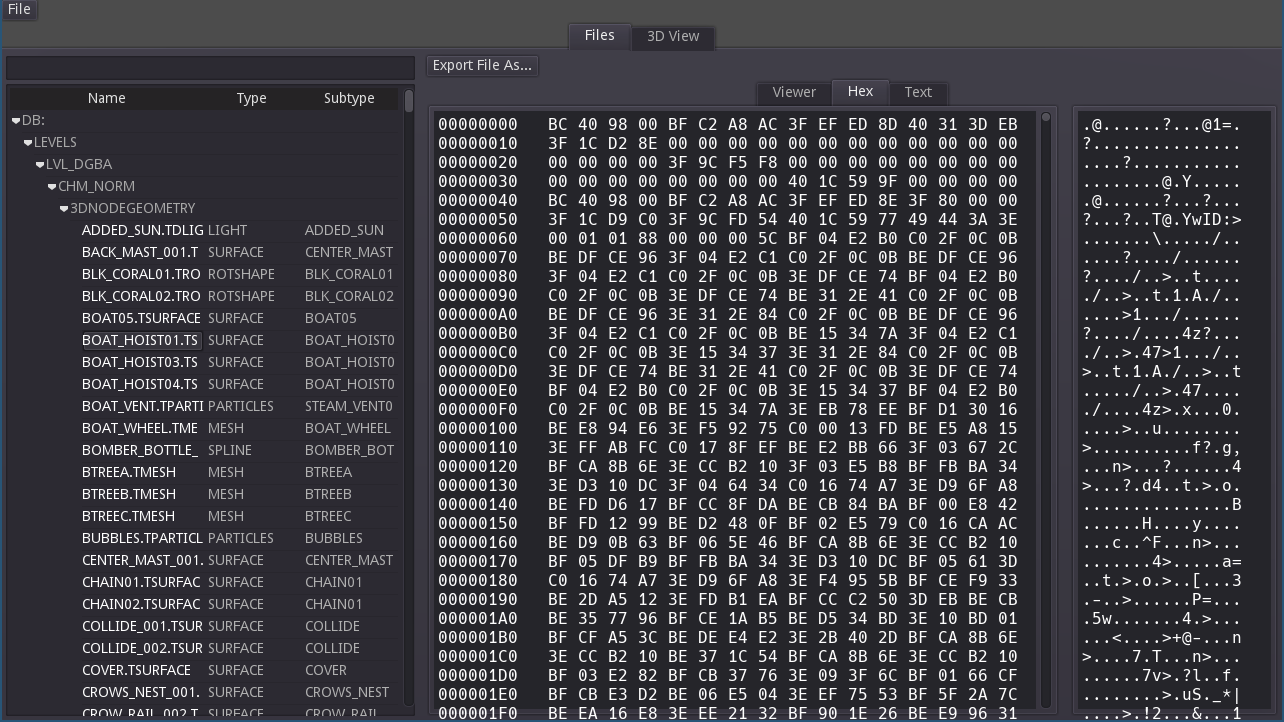 File
Files 3D View
Export File As...
Viewer Hex Text
Name Type Subtype
DB:
LEVELS
LVL_DGBA
CHM_NORM
3DNODEGEOMETRY
ADDED_SUN.TDLIG LIGHT ADDED_SUN
BACK_MAST_001.T SURFACE CENTER_MAST
BLK_CORAL01.TRO ROTSHAPE BLK_CORAL01
BLK_CORAL02.TRO ROTSHAPE BLK_CORAL02
BOAT05.TSURFACE SURFACE BOAT05
BOAT_HOIST01.TS SURFACE BOAT_HOIST0
BOAT_HOIST03.TS SURFACE BOAT_HOIST0
BOAT_HOIST04.TS SURFACE BOAT_HOIST0
BOAT_VENT.TPARTI PARTICLES STEAM_VENT0
BOAT_WHEEL.TME MESH BOAT_WHEEL
BOMBER_BOTTLE_ SPLINE BOMBER_BOT
BTREEA.TMESH MESH BTREEA
BTREEB.TMESH MESH BTREEB
BTREEC.TMESH MESH BTREEC
BUBBLES.TPARTICL PARTICLES BUBBLES
CENTER_MAST_001. SURFACE CENTER_MAST
CHAIN01.TSURFAC SURFACE CHAIN01
CHAIN02.TSURFAC SURFACE CHAIN01
COLLIDE_001.TSUR SURFACE COLLIDE
COLLIDE_002.TSUR SURFACE COLLIDE
COVER.TSURFACE SURFACE COVER
CROWS_NEST_001. SURFACE CROWS_NEST
CROW_RAIL_002.T SURFACE CROW_RAIL
00000000 BC 40 98 00 BF C2 A8 AC 3F EF ED 8D 40 31 3D EB .@......?...@1=.
00000010 3F 1C D2 8E 00 00 00 00 00 00 00 00 00 00 00 00 ?...............
00000020 00 00 00 00 3F 9C F5 F8 00 00 00 00 00 00 00 00 ....?...........
00000030 00 00 00 00 00 00 00 00 40 1C 59 9F 00 00 00 00 ........@.Y.....
00000040 BC 40 98 00 BF C2 A8 AC 3F EF ED 8E 3F 80 00 00 .@......?...?...
00000050 3F 1C D9 C0 3F 9C FD 54 40 1C 59 77 49 44 3A 3E ?...?..T@.YwID:>
00000060 00 01 01 88 00 00 00 5C BF 04 E2 B0 C0 2F 0C 0B .......\...../..
00000070 BE DF CE 96 3F 04 E2 C1 C0 2F 0C 0B BE DF CE 96 ....?..../......
00000080 3F 04 E2 C1 C0 2F 0C 0B 3E DF CE 74 BF 04 E2 B0 ?..../..>..t....
00000090 C0 2F 0C 0B 3E DF CE 74 BE 31 2E 41 C0 2F 0C 0B ./..>..t.1.A./..
000000A0 BE DF CE 96 3E 31 2E 84 C0 2F 0C 0B BE DF CE 96 ....>1.../......
000000B0 3F 04 E2 C1 C0 2F 0C 0B BE 15 34 7A 3F 04 E2 C1 ?..../....4z?...
000000C0 C0 2F 0C 0B 3E 15 34 37 3E 31 2E 84 C0 2F 0C 0B ./..>.47>1.../..
000000D0 3E DF CE 74 BE 31 2E 41 C0 2F 0C 0B 3E DF CE 74 >..t.1.A./..>..t
000000E0 BF 04 E2 B0 C0 2F 0C 0B 3E 15 34 37 BF 04 E2 B0 ...../..>.47....
000000F0 C0 2F 0C 0B BE 15 34 7A 3E EB 78 EE BF D1 30 16 ./....4z>.x...0.
00000100 BE E8 94 E6 3E F5 92 75 C0 00 13 FD BE E5 A8 15 ....>..u........
00000110 3E FF AB FC C0 17 8F EF BE E2 BB 66 3F 03 67 2C >..........f?.g,
00000120 BF CA 8B 6E 3E CC B2 10 3F 03 E5 B8 BF FB BA 34 ...n>...?......4
00000130 3E D3 10 DC 3F 04 64 34 C0 16 74 A7 3E D9 6F A8 >...?.d4..t.>.o.
00000140 BE FD D6 17 BF CC 8F DA BE CB 84 BA BF 00 E8 42 ...............B
00000150 BF FD 12 99 BE D2 48 0F BF 02 E5 79 C0 16 CA AC ......H....y....
00000160 BE D9 0B 63 BF 06 5E 46 BF CA 8B 6E 3E CC B2 10 ...c..^F...n>...
00000170 BF 05 DF B9 BF FB BA 34 3E D3 10 DC BF 05 61 3D .......4>.....a=
00000180 C0 16 74 A7 3E D9 6F A8 3E F4 95 5B BF CE F9 33 ..t.>.o.>..[...3
00000190 BE 2D A5 12 3E FD B1 EA BF CC C2 50 3D EB BE CB .-..>......P=...
000001A0 BE 35 77 96 BF CE 1A B5 BE D5 34 BD 3E 10 BD 01 .5w.......4.>...
000001B0 BF CF A5 3C BE DE E4 E2 3E 2B 40 2D BF CA 8B 6E ...<....>+@-...n
000001C0 3E CC B2 10 BE 37 1C 54 BF CA 8B 6E 3E CC B2 10 >....7.T...n>...
000001D0 BF 03 E2 82 BF CB 37 76 3E 09 3F 6C BF 01 66 CF ......7v>.?l..f.
000001E0 BF CB E3 D2 BE 06 E5 04 3E EF 75 53 BF 5F 2A 7C ........>.uS._*|
000001F0 BE EA 16 E8 3E EE 21 32 BF 90 1E 26 BE E9 96 31 ....>.!2...&...1